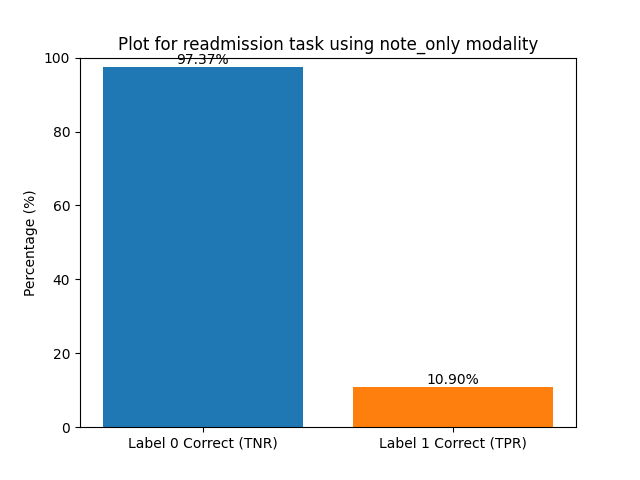 Plot for readmission task using note_only modality
97.37%
100
80
60
40
20
0
Percentage (%)
10.90%
Label 0 Correct (TNR)
Label 1 Correct (TPR)